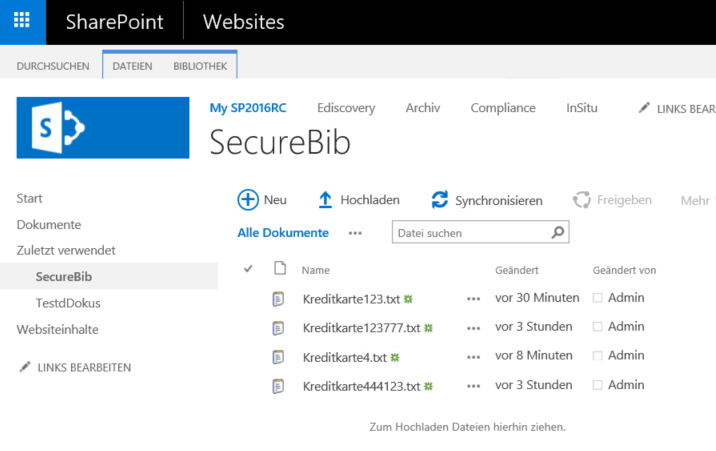 SharePoint Websites
DURCHSUCHEN DATEIEN BIBLIOTHEK
My SP2016RC Ediscovery Archiv Compliance InSitu LINKS BEAR
S
SecureBib
Start
Neu Hochladen Synchronisieren Freigeben Mehr
Dokumente
Alle Dokumente ••• Datei suchen
Zuletzt verwendet
SecureBib
Name Geändert Geändert von
TestdDokus
Kreditkarte123.txt ••• vor 30 Minuten Admin
Websiteinhalte
Kreditkarte123777.txt ••• vor 3 Stunden Admin
Kreditkarte4.txt ••• vor 8 Minuten Admin
LINKS BEARBEITEN
Kreditkarte444123.txt ••• vor 3 Stunden Admin
Zum Hochladen Dateien hierhin ziehen.